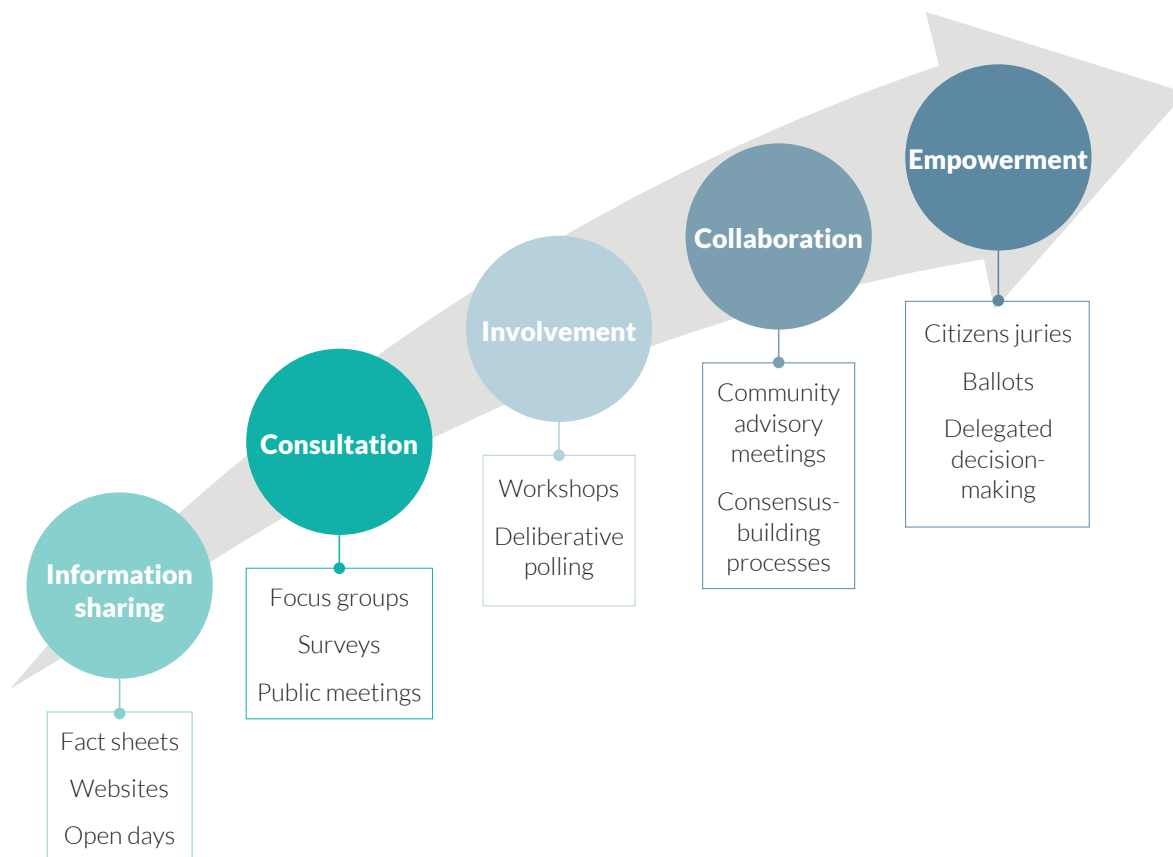 Information
sharing
Fact sheets
Websites
Open days
Consultation
Focus groups
Surveys
Public meetings
Involvement
Workshops
Deliberative
polling
Collaboration
Community
advisory
meetings
Consensus-
building
processes
Empowerment
Citizens juries
Ballots
Delegated
decision-
making